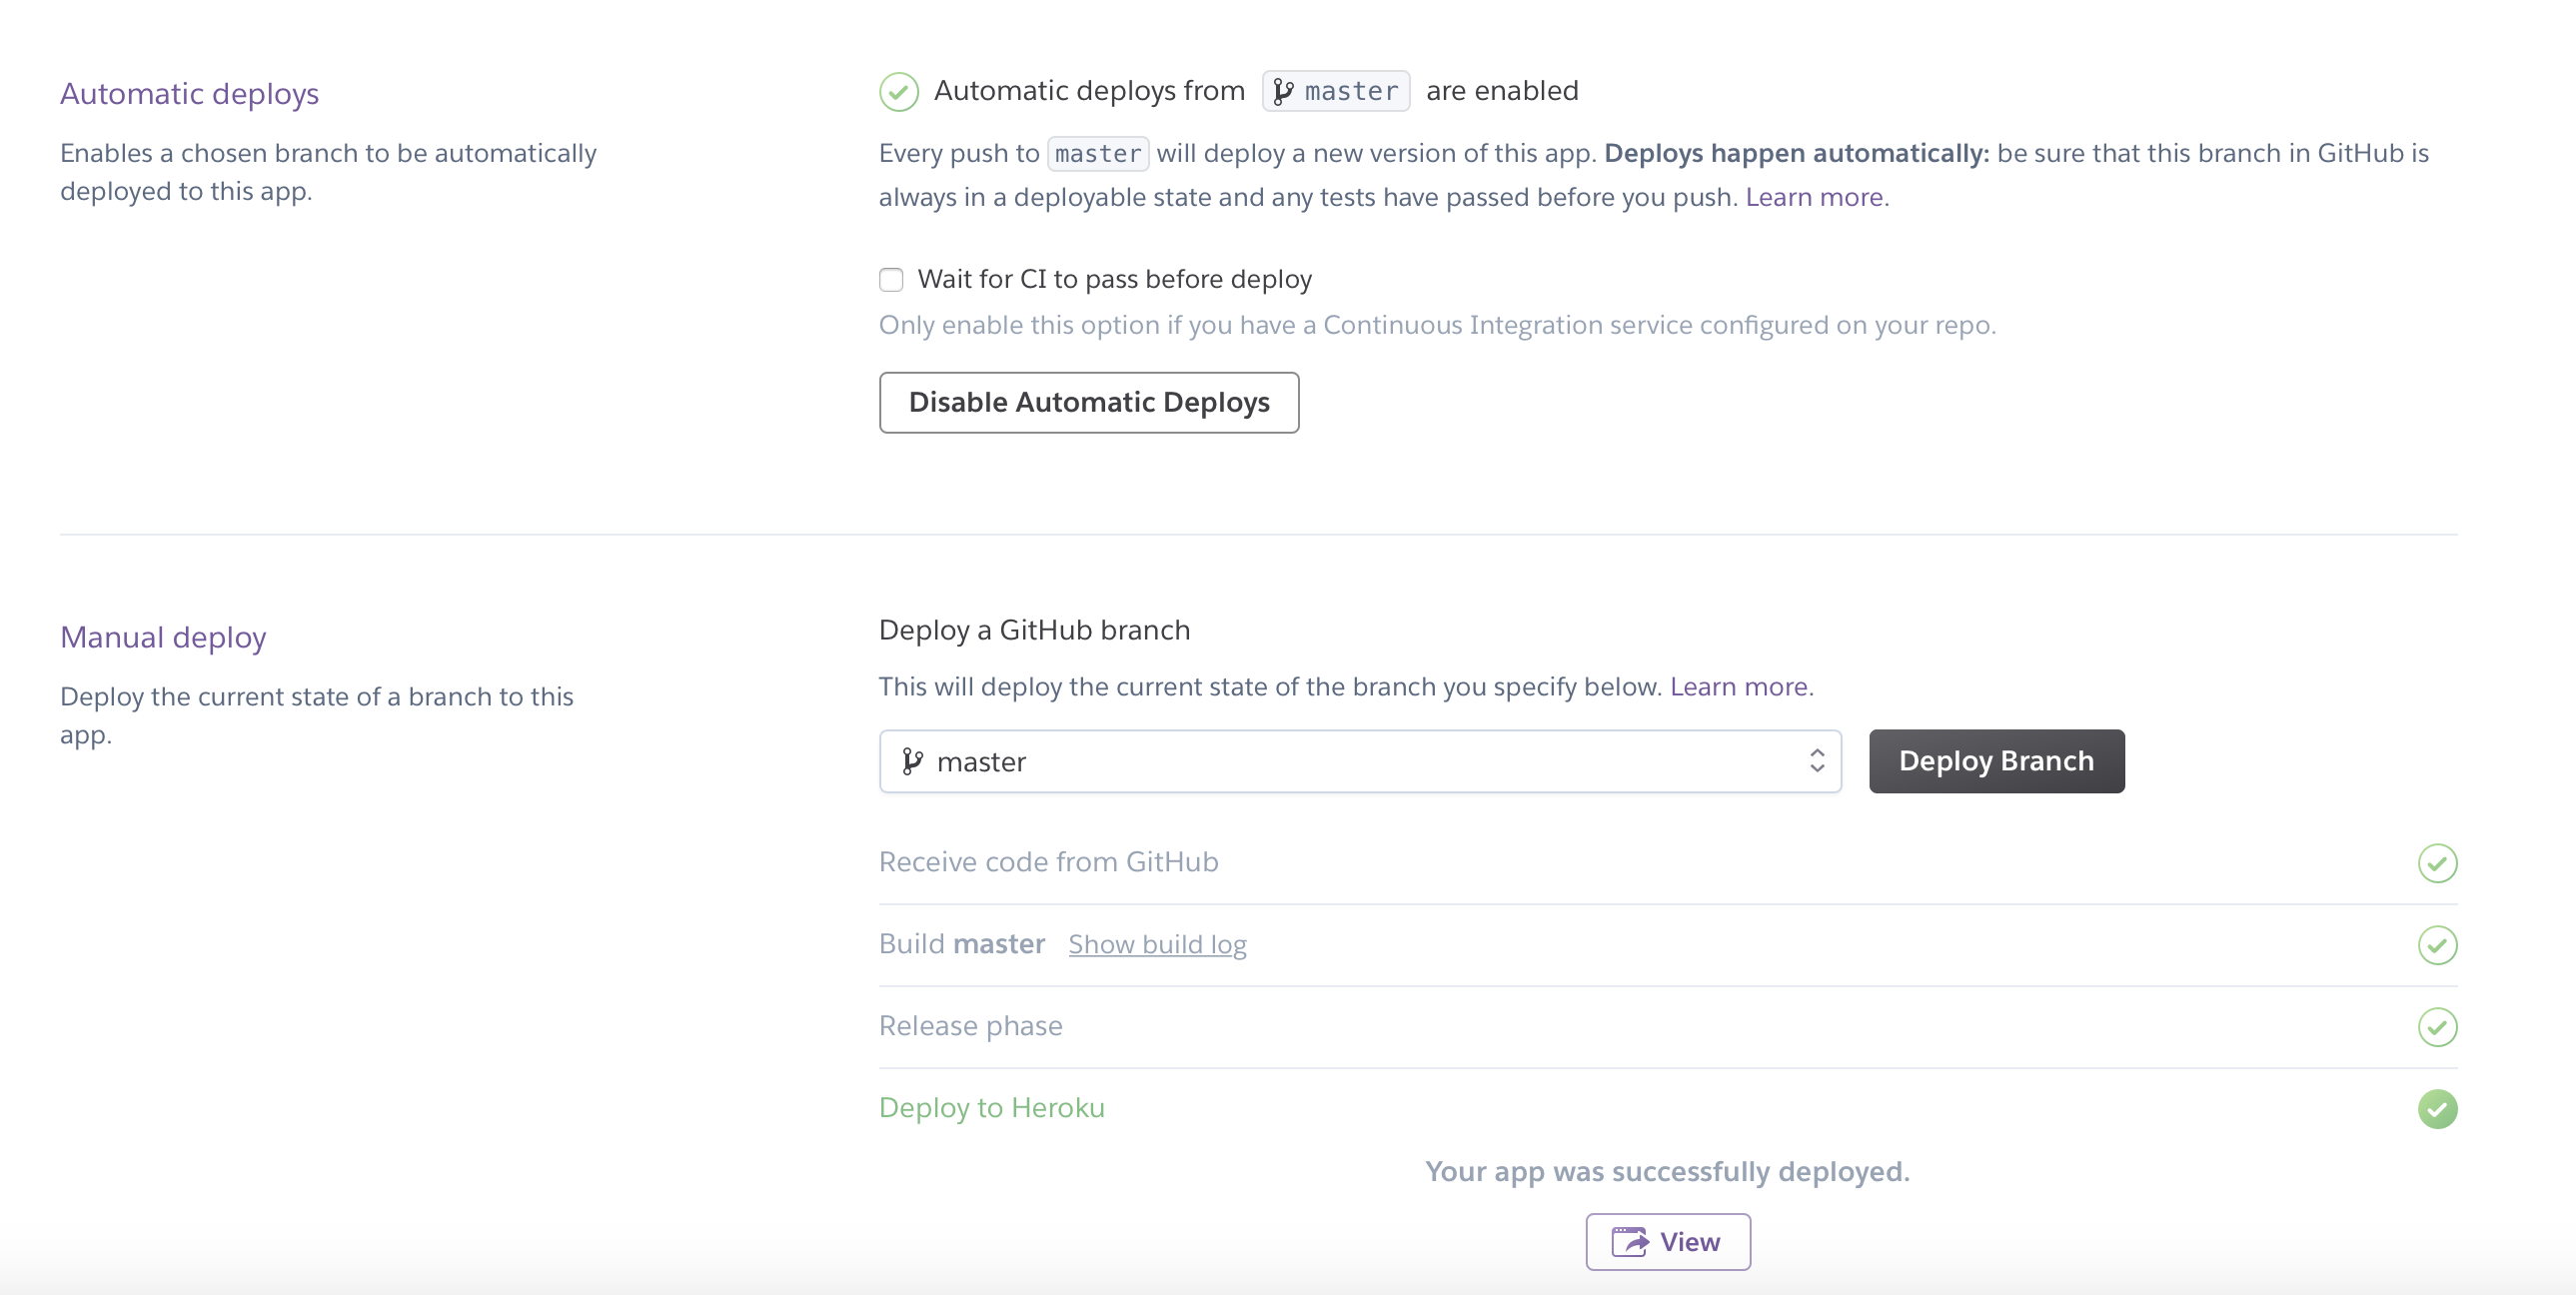 Automatic deploys
Enables a chosen branch to be automatically
deployed to this app.
Automatic deploys from master are enabled
Every push to master will deploy a new version of this app. Deploys happen automatically: be sure that this branch in GitHub is
always in a deployable state and any tests have passed before you push. Learn more.
Wait for CI to pass before deploy
Only enable this option if you have a Continuous Integration service configured on your repo.
Disable Automatic Deploys
Manual deploy
Deploy the current state of a branch to this
app.
Deploy a GitHub branch
This will deploy the current state of the branch you specify below. Learn more.
master
Deploy Branch
Receive code from GitHub
Build master Show build log
Release phase
Deploy to Heroku
Your app was successfully deployed.
View